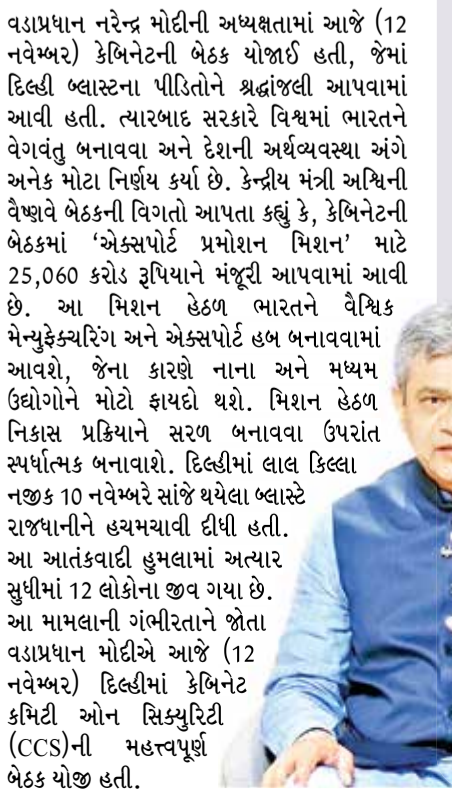 વડાપ્રધાન નરેન્દ્ર મોદીની અધ્યક્ષતામાં આજે (12
નવેમ્બર) કેબિનેટની બેઠક યોજાઈ હતી, જેમાં
દિલ્હી બ્લાસ્ટના પીડિતોને શ્રદ્ધાંજલી આપવામાં
આવી હતી. ત્યારબાદ સરકારે વિશ્વમાં ભારતને
વેગવંતુ બનાવવા અને દેશની અર્થવ્યવસ્થા અંગે
અનેક મોટા નિર્ણય કર્યા છે. કેન્દ્રીય મંત્રી અશ્વિની
વૈષ્ણવે બેઠકની વિગતો આપતા કહ્યું કે, કેબિનેટની
બેઠકમાં ‘એક્સપોર્ટ પ્રમોશન મિશન’ માટે
25,060 કરોડ રૂપિયાને મંજૂરી આપવામાં આવી
છે. આ મિશન હેઠળ ભારતને વૈશ્વિક
મેન્યુફેક્ચરિંગ અને એક્સપોર્ટ હબ બનાવવામાં
આવશે, જેના કારણે નાના અને મધ્યમ
ઉદ્યોગોને મોટો ફાયદો થશે. મિશન હેઠળ
નિકાસ પ્રક્રિયાને સરળ બનાવવા ઉપરાંત
સ્પર્ધાત્મક બનાવાશે. દિલ્હીમાં લાલ કિલ્લા
નજીક 10 નવેમ્બરે સાંજે થયેલા બ્લાસ્ટે
રાજધાનીને હચમચાવી દીધી હતી.
આ આતંકવાદી હુમલામાં અત્યાર
સુધીમાં 12 લોકોના જીવ ગયા છે.
આ મામલાની ગંભીરતાને જોતા
વડાપ્રધાન મોદીએ આજે (12
નવેમ્બર) દિલ્હીમાં કેબિનેટ
કમિટી ઓન સિક્યુરિટી
(CCS)ની મહત્ત્વપૂર્ણ
બેઠક યોજી હતી.